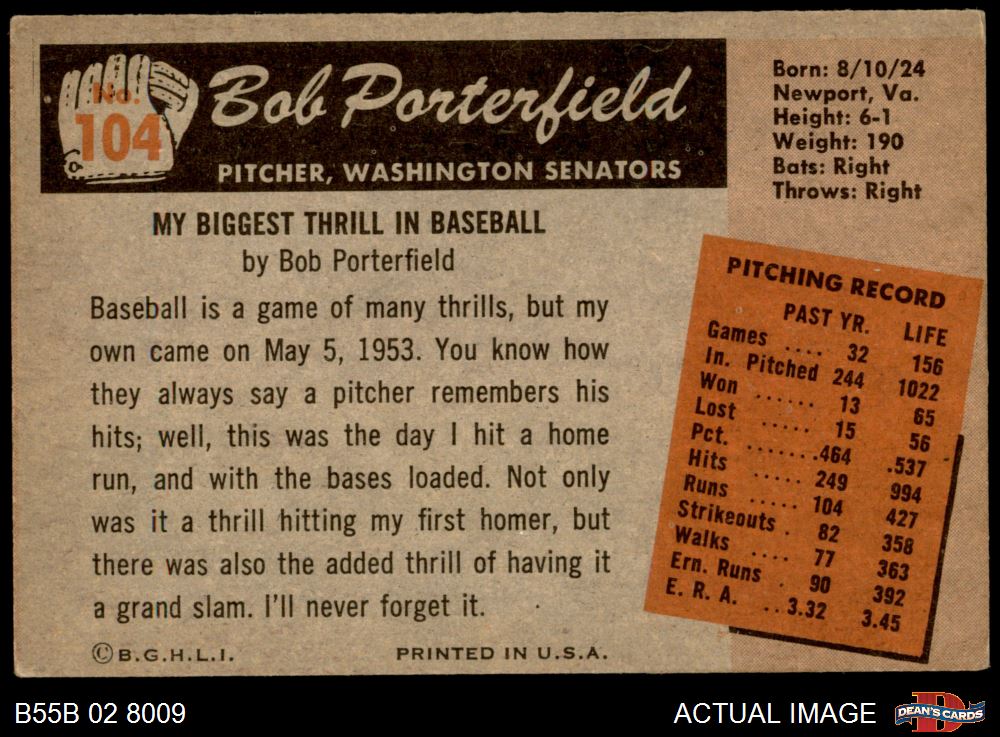 No.
104
Bob Porterfield
PITCHER, WASHINGTON SENATORS
Born: 8/10/24
Newport, Va.
Height: 6-1
Weight: 190
Bats: Right
Throws: Right
MY BIGGEST THRILL IN BASEBALL
by Bob Porterfield
Baseball is a game of many thrills, but my
own came on May 5, 1953. You know how
they always say a pitcher remembers his
hits; well, this was the day I hit a home
run, and with the bases loaded. Not only
was it a thrill hitting my first homer, but
there was also the added thrill of having it
a grand slam. I'll never forget it.
© B.G.H.L.I.
PRINTED IN U.S.A.
PITCHING RECORD
PAST YR. LIFE
Games .... 32 156
In. Pitched 244 1022
Won ...... 13 65
Lost ..... 15 56
Pct. .......464 .537
Hits ..... 249 994
Runs ..... 104 427
Strikeouts . 82 358
Walks .... 77 363
Ern. Runs . 90 392
E. R. A. ..3.32 3.45
B55B 02 8009
ACTUAL IMAGE
DEAN'S CARDS